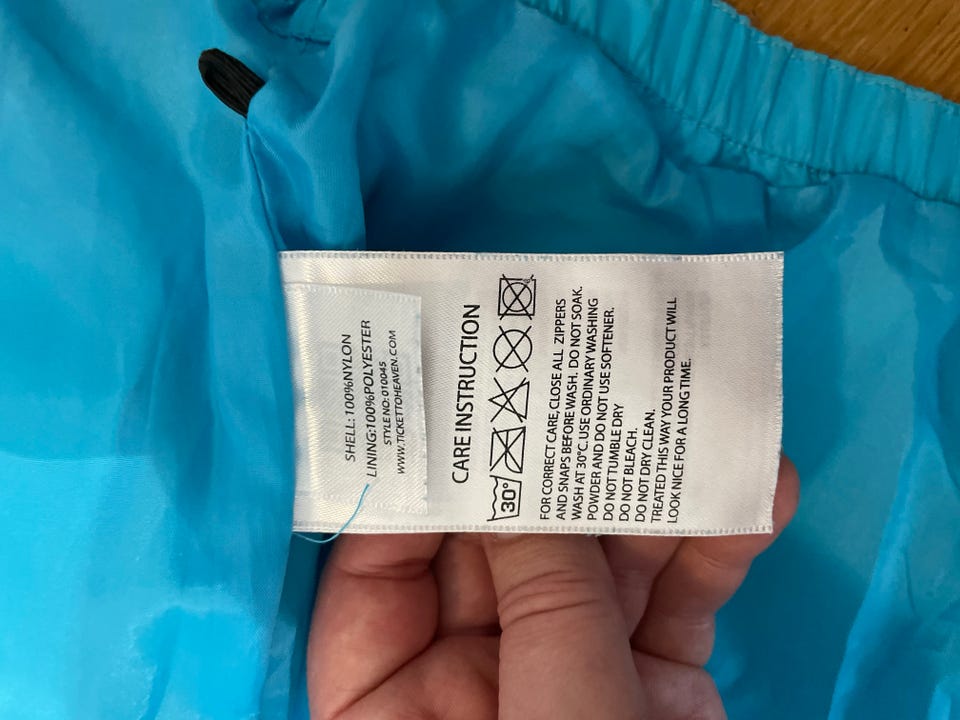 SHELL: 100%NYLON
LINING:100%POLYESTER
STYLE NO: 010045
WWW.TICKETTOHEAVEN.COM
CARE INSTRUCTION
30°
FOR CORRECT CARE,CLOSE ALL ZIPPERS
AND SNAPS BEFORE WASH. DO NOT SOAK.
WASH AT 30°C. USE ORDINARY WASHING
POWDER AND DO NOT USE SOFTENER.
DO NOT TUMBLE DRY
DO NOT BLEACH.
DO NOT DRY CLEAN.
TREATED THIS WAY YOUR PRODUCT WILL
LOOK NICE FOR A LONG TIME.